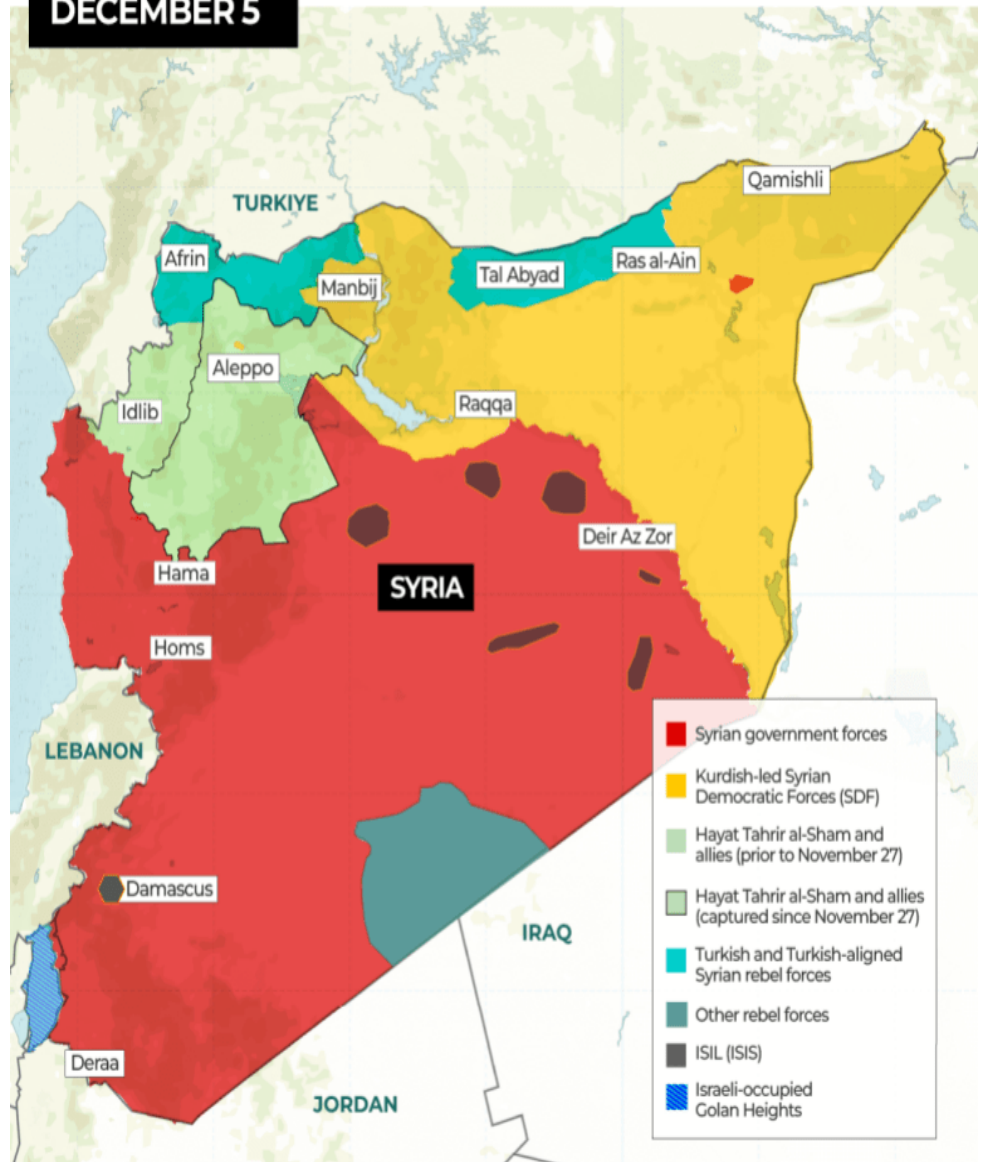 DECEMBER 5
TURKIYE
Qamishli
Afrin
Manbij
Tal Abyad
Ras al-Ain
Aleppo
Idlib
Raqqa
Deir Az Zor
Hama
SYRIA
Homs
LEBANON
Damascus
IRAQ
Deraa
JORDAN
Syrian government forces
Kurdish-led Syrian
Democratic Forces (SDF)
Hayat Tahrir al-Sham and
allies (prior to November 27)
Hayat Tahrir al-Sham and allies
(captured since November 27)
Turkish and Turkish-aligned
Syrian rebel forces
Other rebel forces
ISIL (ISIS)
Israeli-occupied
Golan Heights